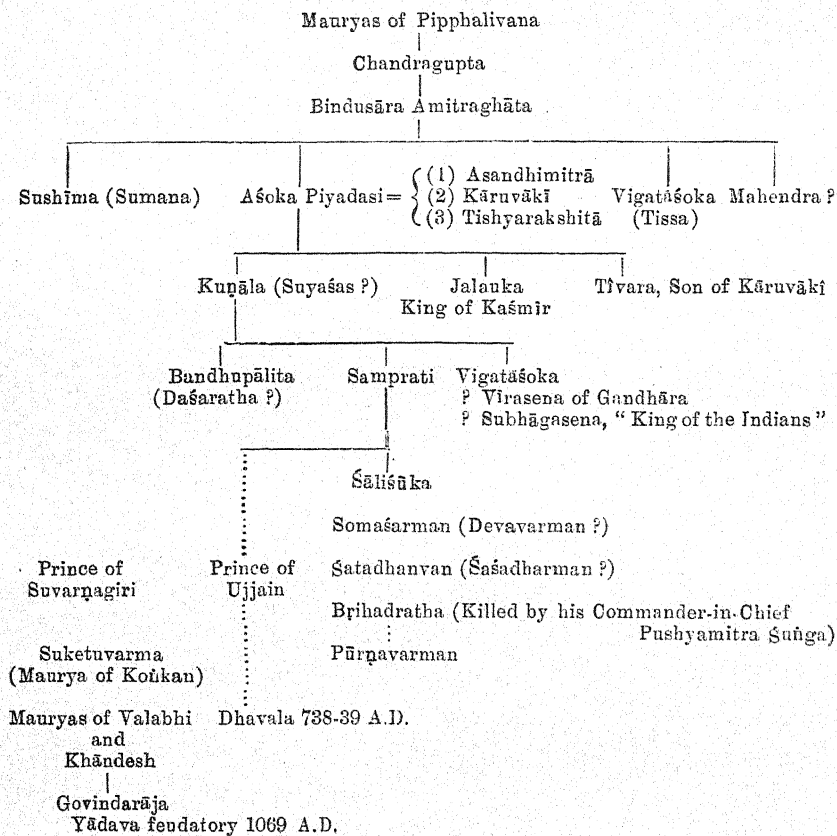 Mauryas of Pipphalivana
Chandragupta
Bindusāra Amitraghāta
Sushīma (Sumana) Aśoka Piyadasi = (1) Asandhimitrā
(2) Kāruvākī
(3) Tishyarakshitā
Vigatāśoka Mahendra ?
(Tissa)
Kuṇāla (Suyaśas ?) Jalauka Tīvara, Son of Kāruvākī
King of Kaśmīr
Bandhupālita Samprati Vigatāśoka
(Daśaratha ?) ? Vīrasena of Gandhāra
? Subhāgasena, "King of the Indians"
Śāliśūka
Somaśarman (Devavarman ?)
Prince of Prince of Śatadhanvan (Śaśadharman ?)
Suvarṇagiri Ujjain
Bṛihadratha (Killed by his Commander-in-Chief
Pushyamitra Śuṅga)
Suketuvarma Pūrṇavarman
(Maurya of Koṅkan)
Mauryas of Valabhi Dhavala 738-39 A.D.
and
Khāndesh
Govindarāja
Yādava feudatory 1069 A.D.